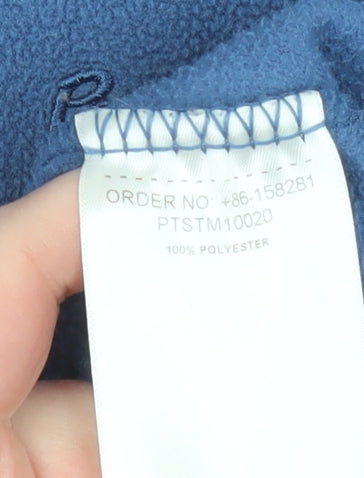 ORDER NO: +86-158281
PTSTM10020
100% POLYESTER